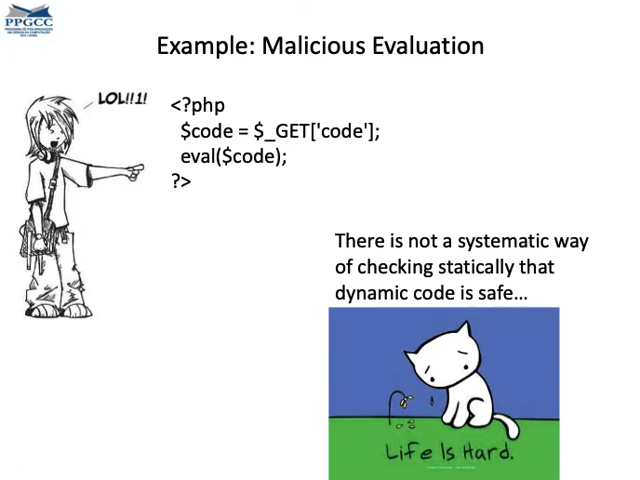 PPGCC
Example: Malicious Evaluation
LOL!!1!
<?php
$code = $_GET['code'];
eval($code);
?>
There is not a systematic way
of checking statically that
dynamic code is safe…
Life Is Hard.